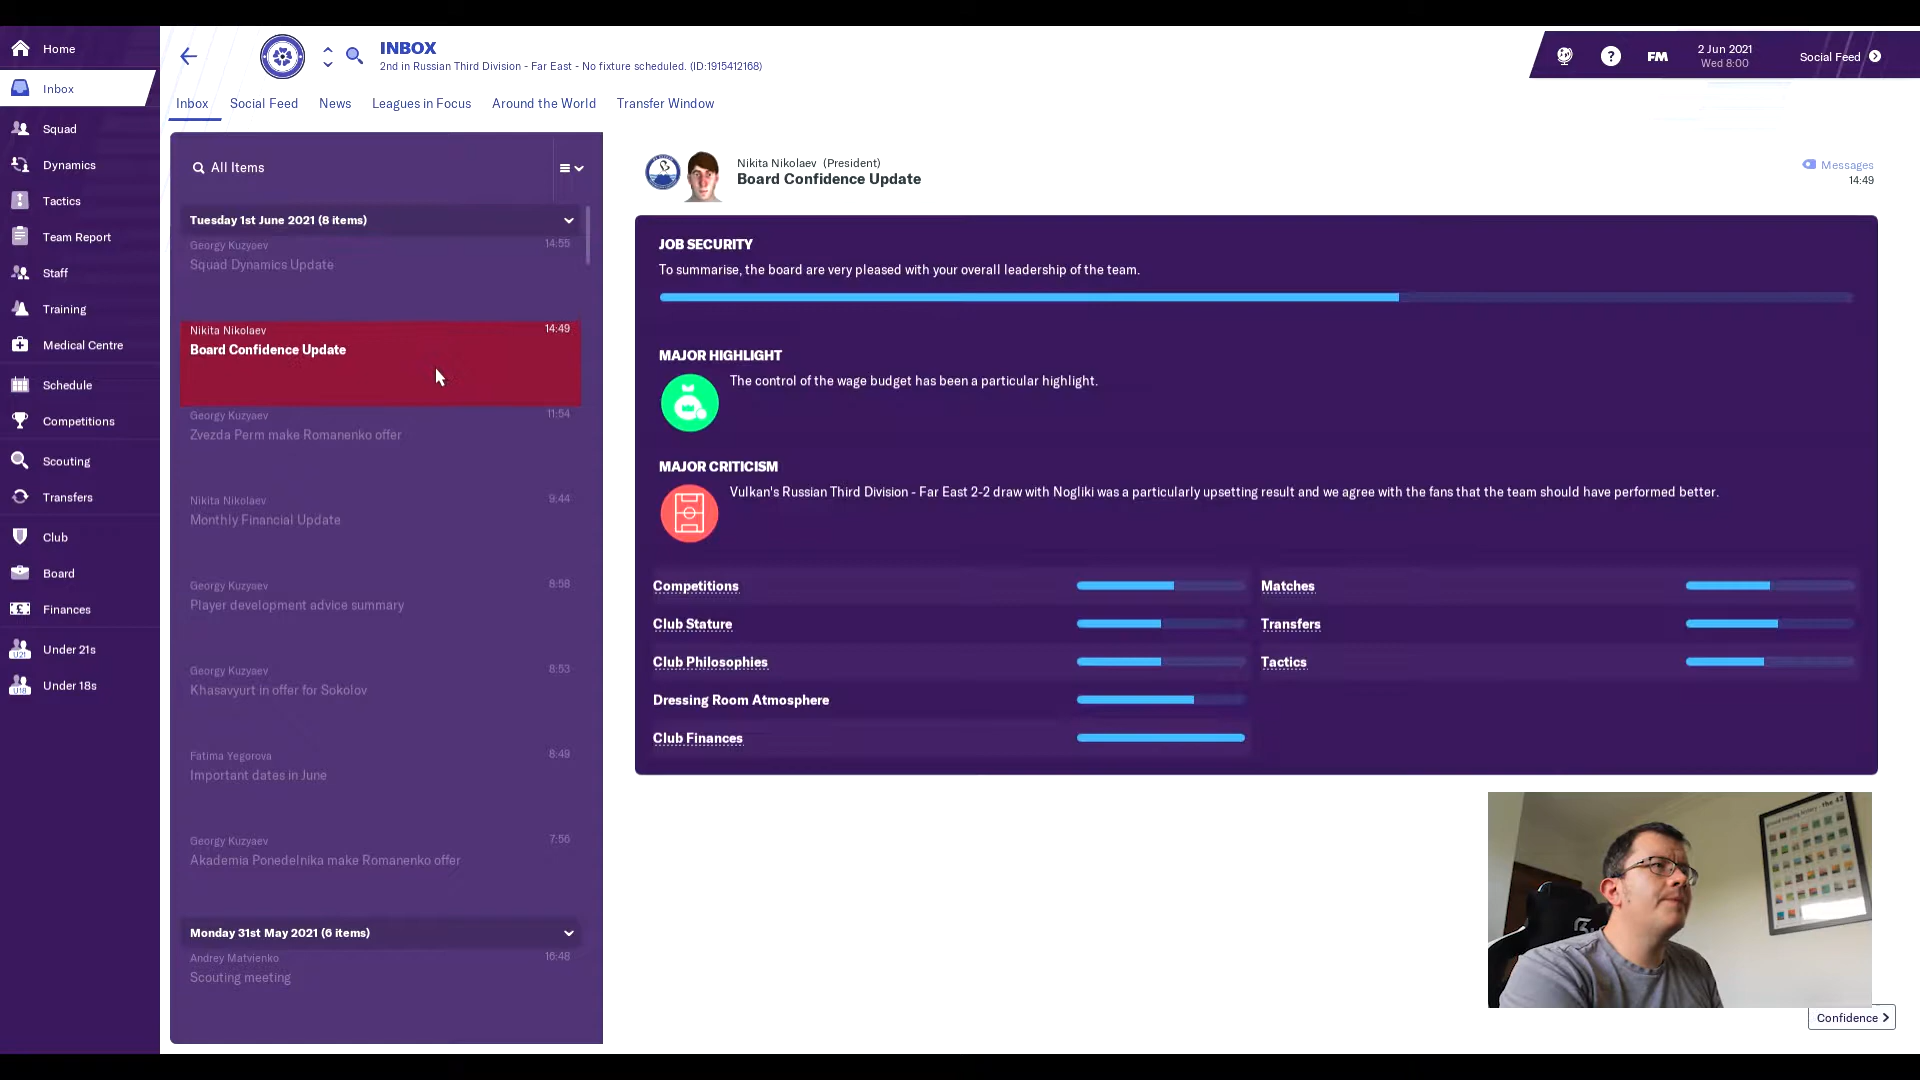 Home
Inbox
Squad
Dynamics
Tactics
Team Report
Staff
Training
Medical Centre
Schedule
Competitions
Scouting
Transfers
Club
Board
Finances
U21
Under 21s
U18
Under 18s
INBOX
2nd in Russian Third Division - Far East - No fixture scheduled. (ID:1915412168)
?
FM
2 Jun 2021
Wed 8:00
Social Feed
Inbox
Social Feed
News
Leagues in Focus
Around the World
Transfer Window
All Items
Tuesday 1st June 2021 (8 items)
Georgy Kuzyaev 14:55
Squad Dynamics Update
Nikita Nikolaev 14:49
Board Confidence Update
Georgy Kuzyaev 11:54
Zvezda Perm make Romanenko offer
Nikita Nikolaev 9:44
Monthly Financial Update
Georgy Kuzyaev 8:58
Player development advice summary
Georgy Kuzyaev 8:53
Khasavyurt in offer for Sokolov
Fatima Yegorova 8:49
Important dates in June
Georgy Kuzyaev 7:56
Akademia Ponedelnika make Romanenko offer
Monday 31st May 2021 (6 items)
Andrey Matvienko 16:48
Scouting meeting
Nikita Nikolaev (President)
Board Confidence Update
Messages
14:49
JOB SECURITY
To summarise, the board are very pleased with your overall leadership of the team.
MAJOR HIGHLIGHT
The control of the wage budget has been a particular highlight.
MAJOR CRITICISM
Vulkan's Russian Third Division - Far East 2-2 draw with Nogliki was a particularly upsetting result and we agree with the fans that the team should have performed better.
Competitions
Matches
Club Stature
Transfers
Club Philosophies
Tactics
Dressing Room Atmosphere
Club Finances
the 42
Confidence